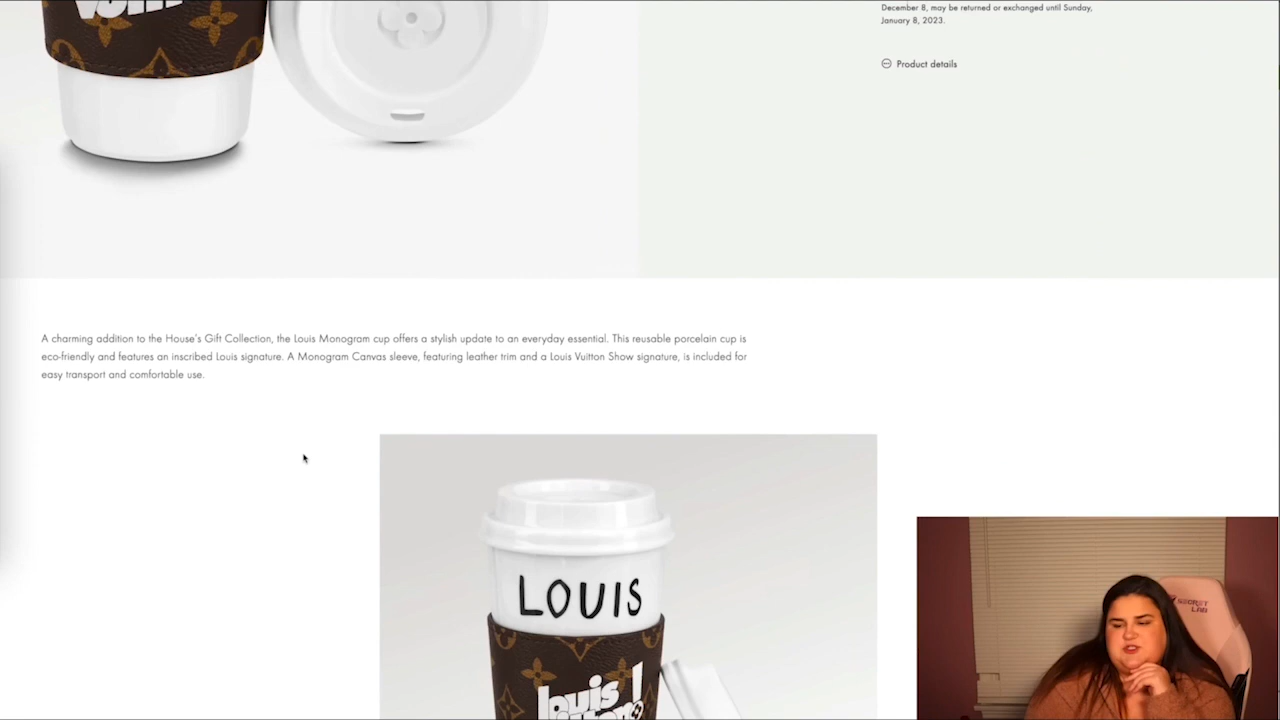 December 8, may be returned or exchanged until Sunday,
January 8, 2023.
Product details
A charming addition to the House's Gift Collection, the Louis Monogram cup offers a stylish update to an everyday essential. This reusable porcelain cup is
eco-friendly and features an inscribed Louis signature. A Monogram Canvas sleeve, featuring leather trim and a Louis Vuitton Show signature, is included for
easy transport and comfortable use.
LOUIS
louis !
SECRET
LAB